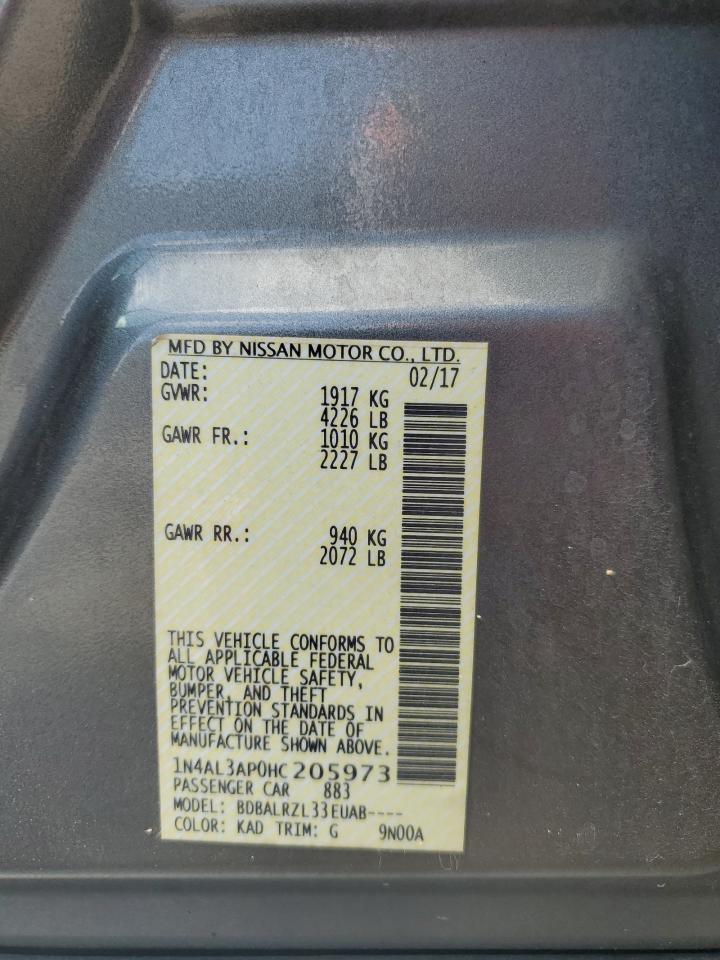 MFD BY NISSAN MOTOR CO., LTD.
DATE: 02/17
GVWR: 1917 KG
4226 LB
GAWR FR.: 1010 KG
2227 LB
GAWR RR.: 940 KG
2072 LB
THIS VEHICLE CONFORMS TO
ALL APPLICABLE FEDERAL
MOTOR VEHICLE SAFETY,
BUMPER, AND THEFT
PREVENTION STANDARDS IN
EFFECT ON THE DATE OF
MANUFACTURE SHOWN ABOVE.
1N4AL3AP0HC205973
PASSENGER CAR 883
MODEL: BDBALRZL33EUAB----
COLOR: KAD TRIM: G 9N00A